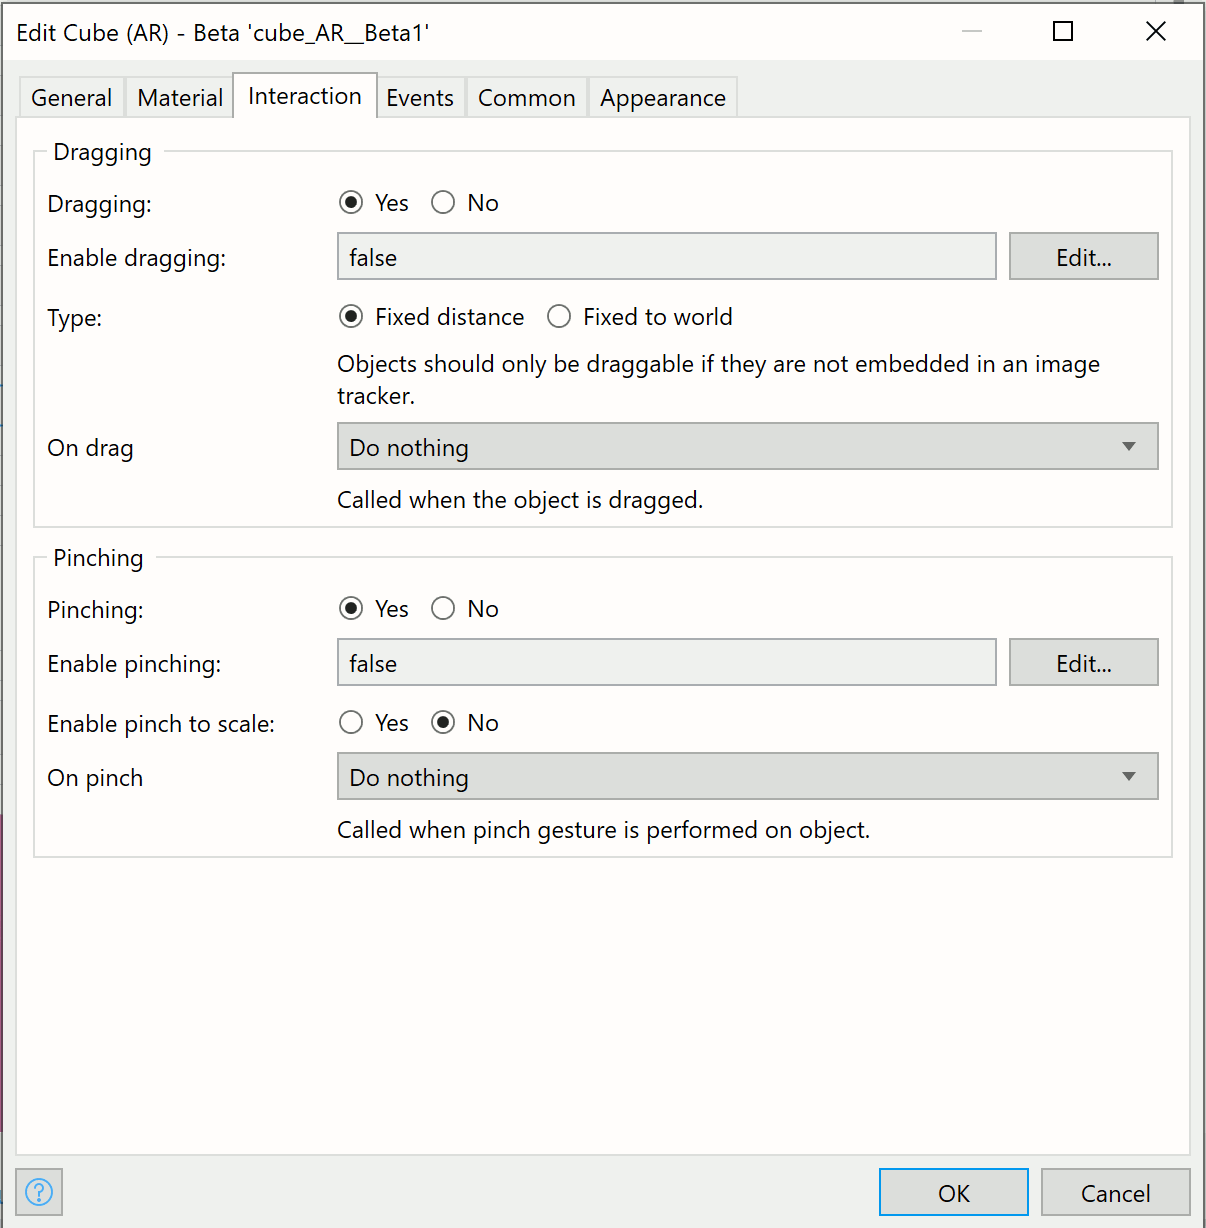 Edit Cube (AR) - Beta 'cube_AR__Beta1'
General Material Interaction Events Common Appearance
Dragging
Dragging: Yes No
Enable dragging: false Edit...
Type: Fixed distance Fixed to world
Objects should only be draggable if they are not embedded in an image
tracker.
On drag Do nothing
Called when the object is dragged.
Pinching
Pinching: Yes No
Enable pinching: false Edit...
Enable pinch to scale: Yes No
On pinch Do nothing
Called when pinch gesture is performed on object.
? OK Cancel